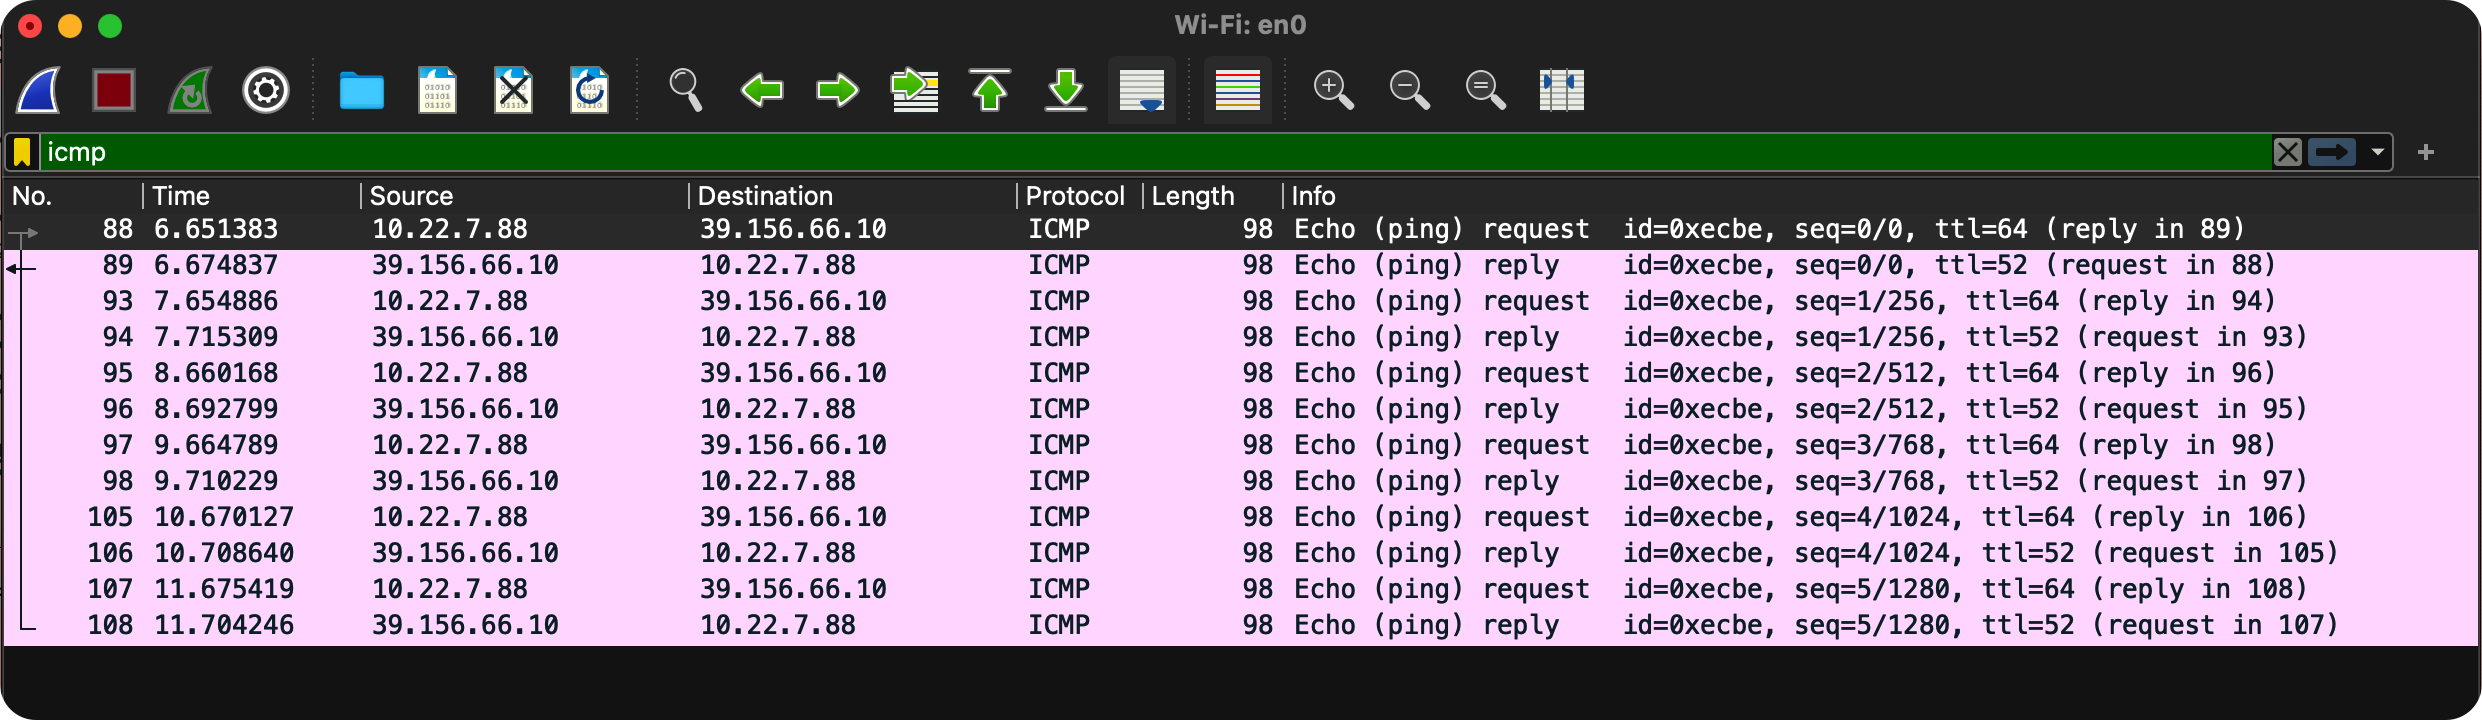 Wi-Fi: en0
icmp
No. Time Source Destination Protocol Length Info
88 6.651383 10.22.7.88 39.156.66.10 ICMP 98 Echo (ping) request id=0xecbe, seq=0/0, ttl=64 (reply in 89)
89 6.674837 39.156.66.10 10.22.7.88 ICMP 98 Echo (ping) reply id=0xecbe, seq=0/0, ttl=52 (request in 88)
93 7.654886 10.22.7.88 39.156.66.10 ICMP 98 Echo (ping) request id=0xecbe, seq=1/256, ttl=64 (reply in 94)
94 7.715309 39.156.66.10 10.22.7.88 ICMP 98 Echo (ping) reply id=0xecbe, seq=1/256, ttl=52 (request in 93)
95 8.660168 10.22.7.88 39.156.66.10 ICMP 98 Echo (ping) request id=0xecbe, seq=2/512, ttl=64 (reply in 96)
96 8.692799 39.156.66.10 10.22.7.88 ICMP 98 Echo (ping) reply id=0xecbe, seq=2/512, ttl=52 (request in 95)
97 9.664789 10.22.7.88 39.156.66.10 ICMP 98 Echo (ping) request id=0xecbe, seq=3/768, ttl=64 (reply in 98)
98 9.710229 39.156.66.10 10.22.7.88 ICMP 98 Echo (ping) reply id=0xecbe, seq=3/768, ttl=52 (request in 97)
105 10.670127 10.22.7.88 39.156.66.10 ICMP 98 Echo (ping) request id=0xecbe, seq=4/1024, ttl=64 (reply in 106)
106 10.708640 39.156.66.10 10.22.7.88 ICMP 98 Echo (ping) reply id=0xecbe, seq=4/1024, ttl=52 (request in 105)
107 11.675419 10.22.7.88 39.156.66.10 ICMP 98 Echo (ping) request id=0xecbe, seq=5/1280, ttl=64 (reply in 108)
108 11.704246 39.156.66.10 10.22.7.88 ICMP 98 Echo (ping) reply id=0xecbe, seq=5/1280, ttl=52 (request in 107)